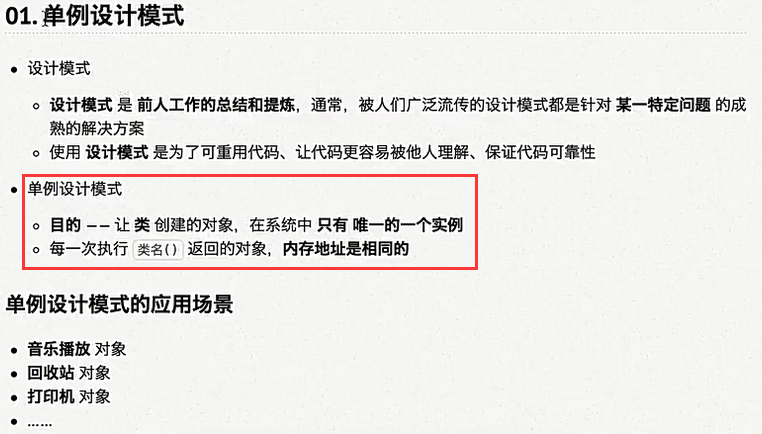 01. 单例设计模式
设计模式
设计模式 是 前人工作的总结和提炼，通常，被人们广泛流传的设计模式都是针对 某一特定问题 的成
熟的解决方案
使用 设计模式 是为了可重用代码、让代码更容易被他人理解、保证代码可靠性
单例设计模式
目的 —— 让 类 创建的对象，在系统中 只有 唯一的一个实例
每一次执行 类名() 返回的对象，内存地址是相同的
单例设计模式的应用场景
音乐播放 对象
回收站 对象
打印机 对象
……